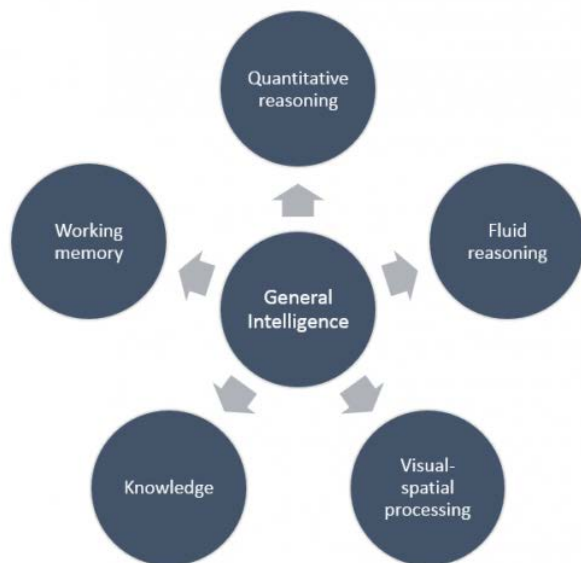 Quantitative
reasoning
Working
memory
Fluid
reasoning
General
Intelligence
Knowledge
Visual-
spatial
processing